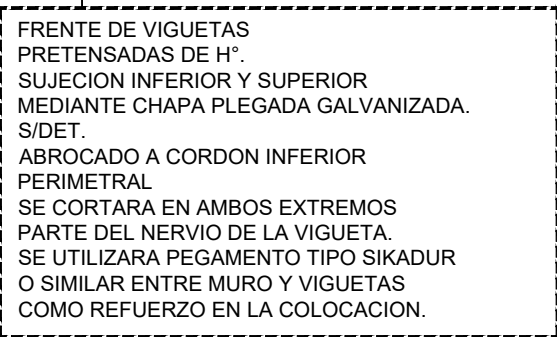 FRENTE DE VIGUETAS
PRETENSADAS DE H°.
SUJECION INFERIOR Y SUPERIOR
MEDIANTE CHAPA PLEGADA GALVANIZADA.
S/DET.
ABROCADO A CORDON INFERIOR
PERIMETRAL
SE CORTARA EN AMBOS EXTREMOS
PARTE DEL NERVIO DE LA VIGUETA.
SE UTILIZARA PEGAMENTO TIPO SIKADUR
O SIMILAR ENTRE MURO Y VIGUETAS
COMO REFUERZO EN LA COLOCACION.